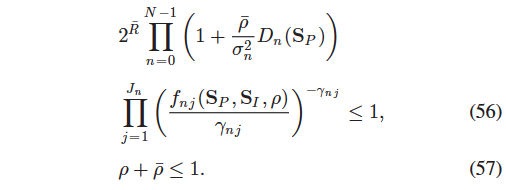 $2^{\bar{R}} \prod_{n=0}^{N-1} \left( 1 + \frac{\bar{\rho}}{\sigma_n^2} D_n(\mathbf{S}_P) \right)$
$\prod_{j=1}^{J_n} \left( \frac{f_{nj}(\mathbf{S}_P, \mathbf{S}_I, \rho)}{\gamma_{nj}} \right)^{-\gamma_{nj}} \leq 1, \quad (56)$
$\rho + \bar{\rho} \leq 1. \quad (57)$